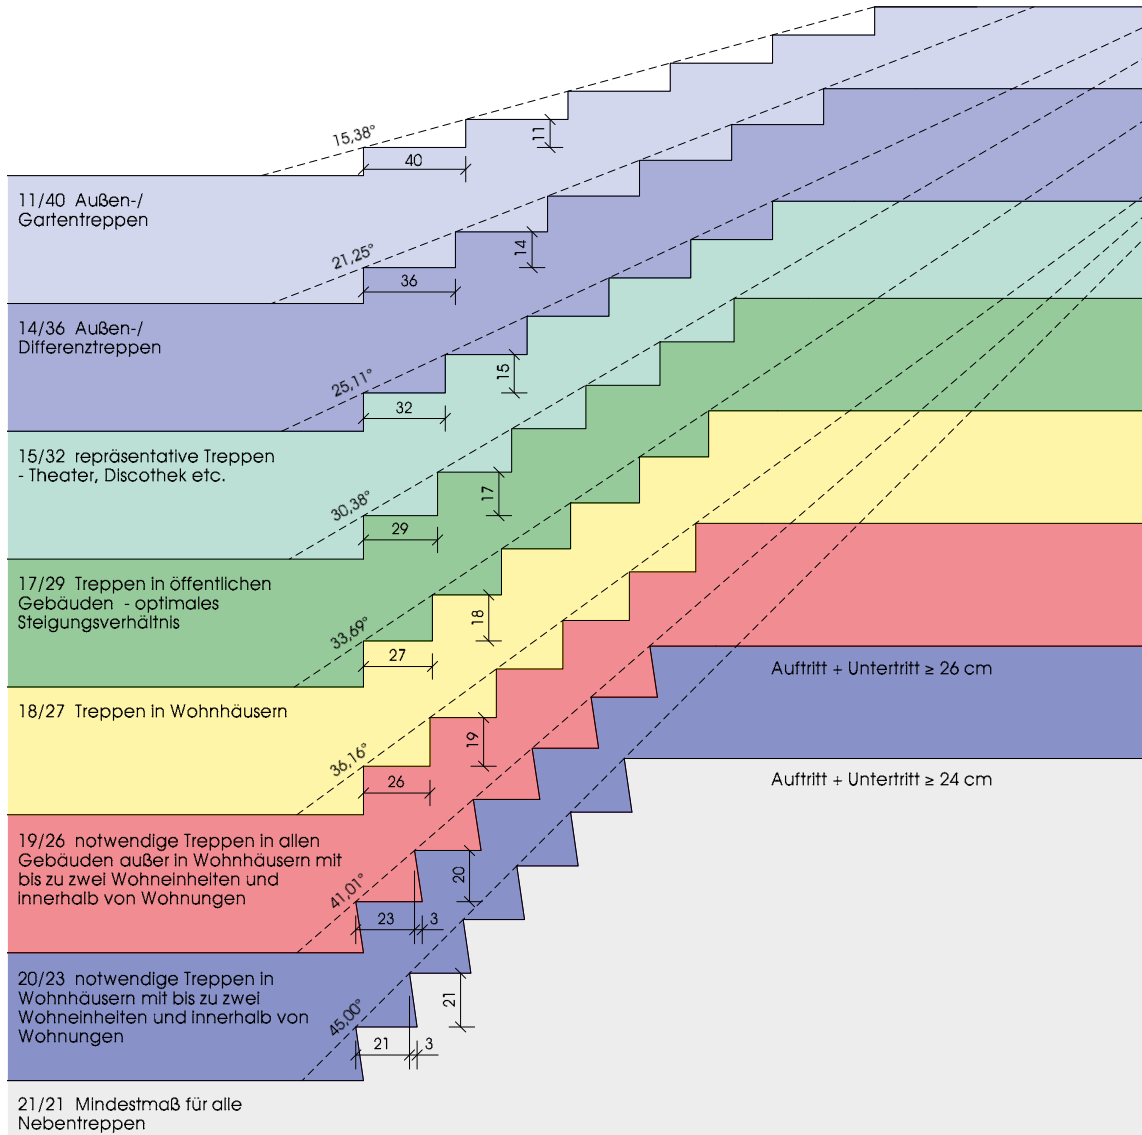 15,38°
40
11
11/40 Außen-/
Gartentreppen
21,25°
36
14
14/36 Außen-/
Differenztreppen
25,11°
32
15
15/32 repräsentative Treppen
- Theater, Discothek etc.
30,38°
29
17
17/29 Treppen in öffentlichen
Gebäuden - optimales
Steigungsverhältnis
33,69°
27
18
18/27 Treppen in Wohnhäusern
36,16°
26
19
19/26 notwendige Treppen in allen
Gebäuden außer in Wohnhäusern mit
bis zu zwei Wohneinheiten und
innerhalb von Wohnungen
41,01°
23
3
20
Auftritt + Untertritt ≥ 26 cm
20/23 notwendige Treppen in
Wohnhäusern mit bis zu zwei
Wohneinheiten und innerhalb von
Wohnungen
45,00°
21
3
21
Auftritt + Untertritt ≥ 24 cm
21/21 Mindestmaß für alle
Nebentreppen